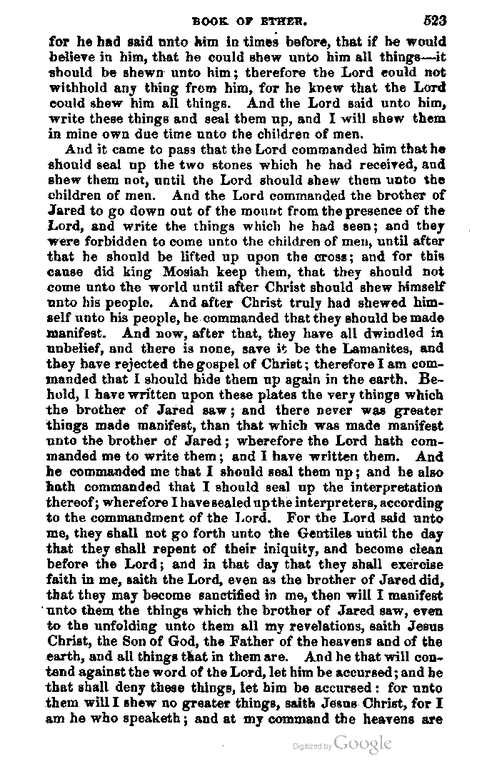 BOOK OF ETHER. 523
for he had said unto him in times before, that if he would
believe in him, that he could shew unto him all things—it
should be shewn unto him; therefore the Lord could not
withhold any thing from him, for he knew that the Lord
could shew him all things. And the Lord said unto him,
write these things and seal them up, and I will shew them
in mine own due time unto the children of men.
And it came to pass that the Lord commanded him that he
should seal up the two stones which he had received, and
shew them not, until the Lord should shew them unto the
children of men. And the Lord commanded the brother of
Jared to go down out of the mount from the presence of the
Lord, and write the things which he had seen; and they
were forbidden to come unto the children of men, until after
that he should be lifted up upon the cross; and for this
cause did king Mosiah keep them, that they should not
come unto the world until after Christ should shew himself
unto his people. And after Christ truly had shewed him-
self unto his people, he commanded that they should be made
manifest. And now, after that, they have all dwindled in
unbelief, and there is none, save it be the Lamanites, and
they have rejected the gospel of Christ; therefore I am com-
manded that I should hide them up again in the earth. Be-
hold, I have written upon these plates the very things which
the brother of Jared saw; and there never was greater
things made manifest, than that which was made manifest
unto the brother of Jared; wherefore the Lord hath com-
manded me to write them; and I have written them. And
he commanded me that I should seal them up; and he also
hath commanded that I should seal up the interpretation
thereof; wherefore I have sealed up the interpreters, according
to the commandment of the Lord. For the Lord said unto
me, they shall not go forth unto the Gentiles until the day
that they shall repent of their iniquity, and become clean
before the Lord; and in that day that they shall exercise
faith in me, saith the Lord, even as the brother of Jared did,
that they may become sanctified in me, then will I manifest
unto them the things which the brother of Jared saw, even
to the unfolding unto them all my revelations, saith Jesus
Christ, the Son of God, the Father of the heavens and of the
earth, and all things that in them are. And he that will con-
tend against the word of the Lord, let him be accursed; and he
that shall deny these things, let him be accursed: for unto
them will I shew no greater things, saith Jesus Christ, for I
am he who speaketh; and at my command the heavens are
Digitized by Google